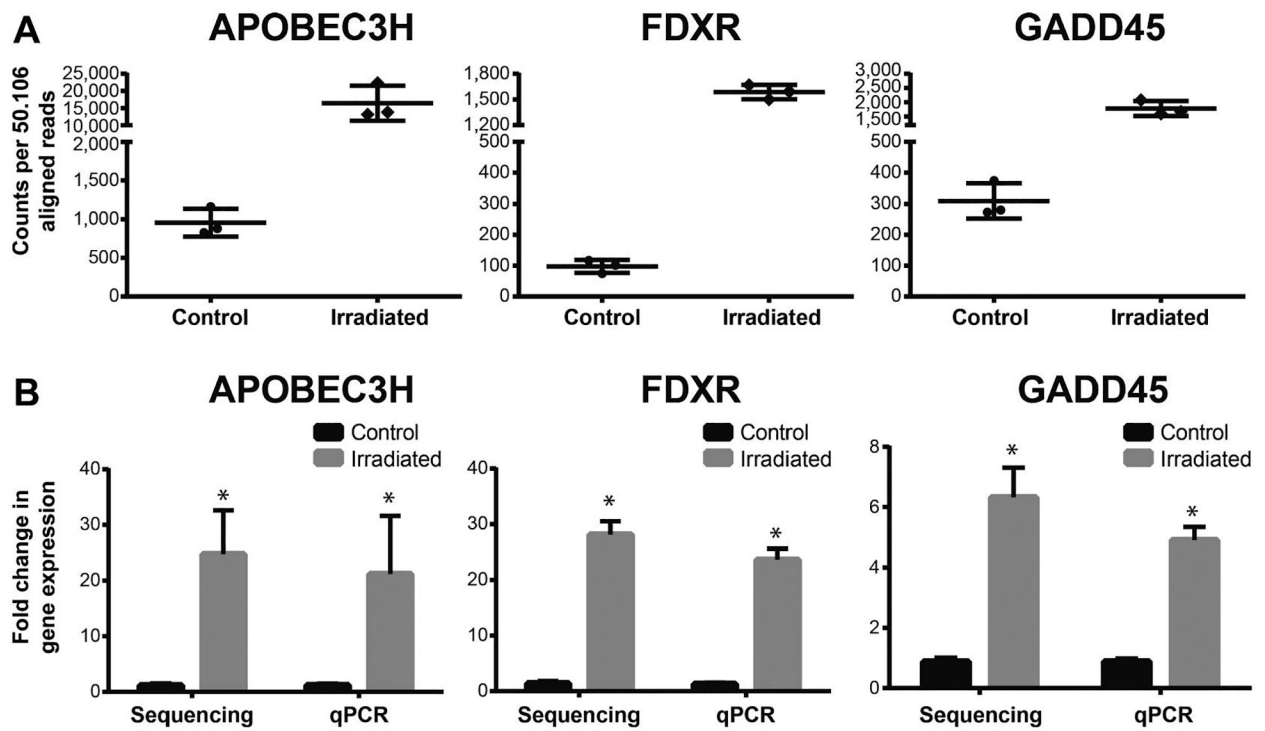 A
APOBEC3H
FDXR
GADD45
Counts per 50.106
aligned reads
25,000
20,000
15,000
10,000
2,000
1,500
1,000
500
0
Control
Irradiated
1,800
1,500
1,200
500
400
300
200
100
0
Control
Irradiated
3,000
2,500
2,000
1,500
500
400
300
200
100
0
Control
Irradiated
B
APOBEC3H
FDXR
GADD45
Fold change in
gene expression
Control
Irradiated
40
30
20
10
0
*
*
Sequencing
qPCR
Control
Irradiated
40
30
20
10
0
*
*
Sequencing
qPCR
Control
Irradiated
8
6
4
2
0
*
*
Sequencing
qPCR